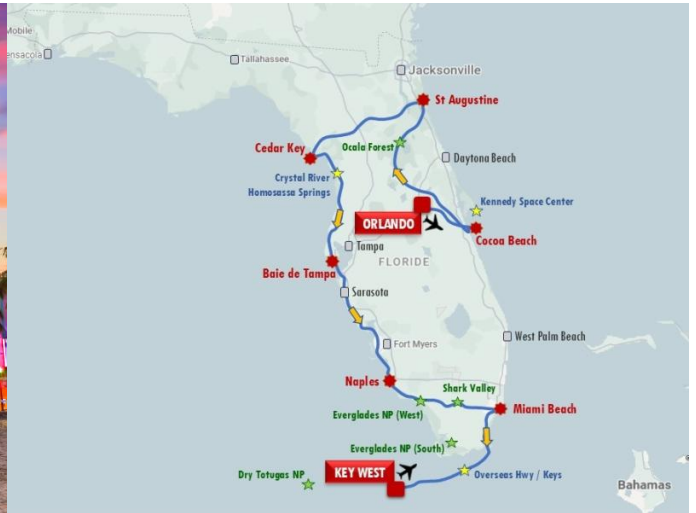 Mobile
ensacola
Tallahassee
Jacksonville
St Augustine
Cedar Key
Ocala Forest
Daytona Beach
Crystal River
Homosassa Springs
Kennedy Space Center
ORLANDO
Cocoa Beach
Tampa
FLORIDE
Baie de Tampa
Sarasota
West Palm Beach
Fort Myers
Naples
Shark Valley
Miami Beach
Everglades NP (West)
Everglades NP (South)
Dry Totugas NP
KEY WEST
Overseas Hwy / Keys
Bahamas